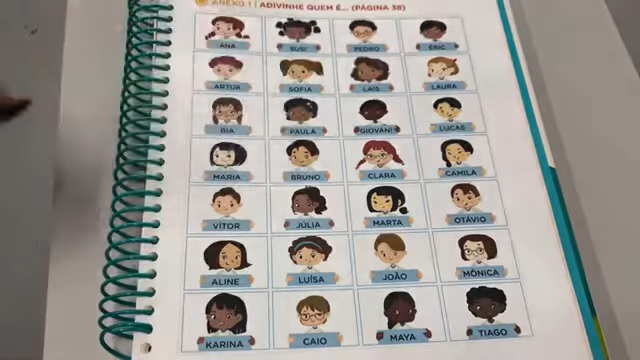 ANEXO 1 | ADIVINHE QUEM É... (PÁGINA 38)
ANA SUSI PEDRO ÉRIC
ARTUR SOFIA LAÍS LAURA
BIA PAULA GIOVANI LUCAS
MARIA BRUNO CLARA CAMILA
VÍTOR JÚLIA MARTA OTÁVIO
ALINE LUÍSA JOÃO MÔNICA
KARINA CAIO MAYA TIAGO